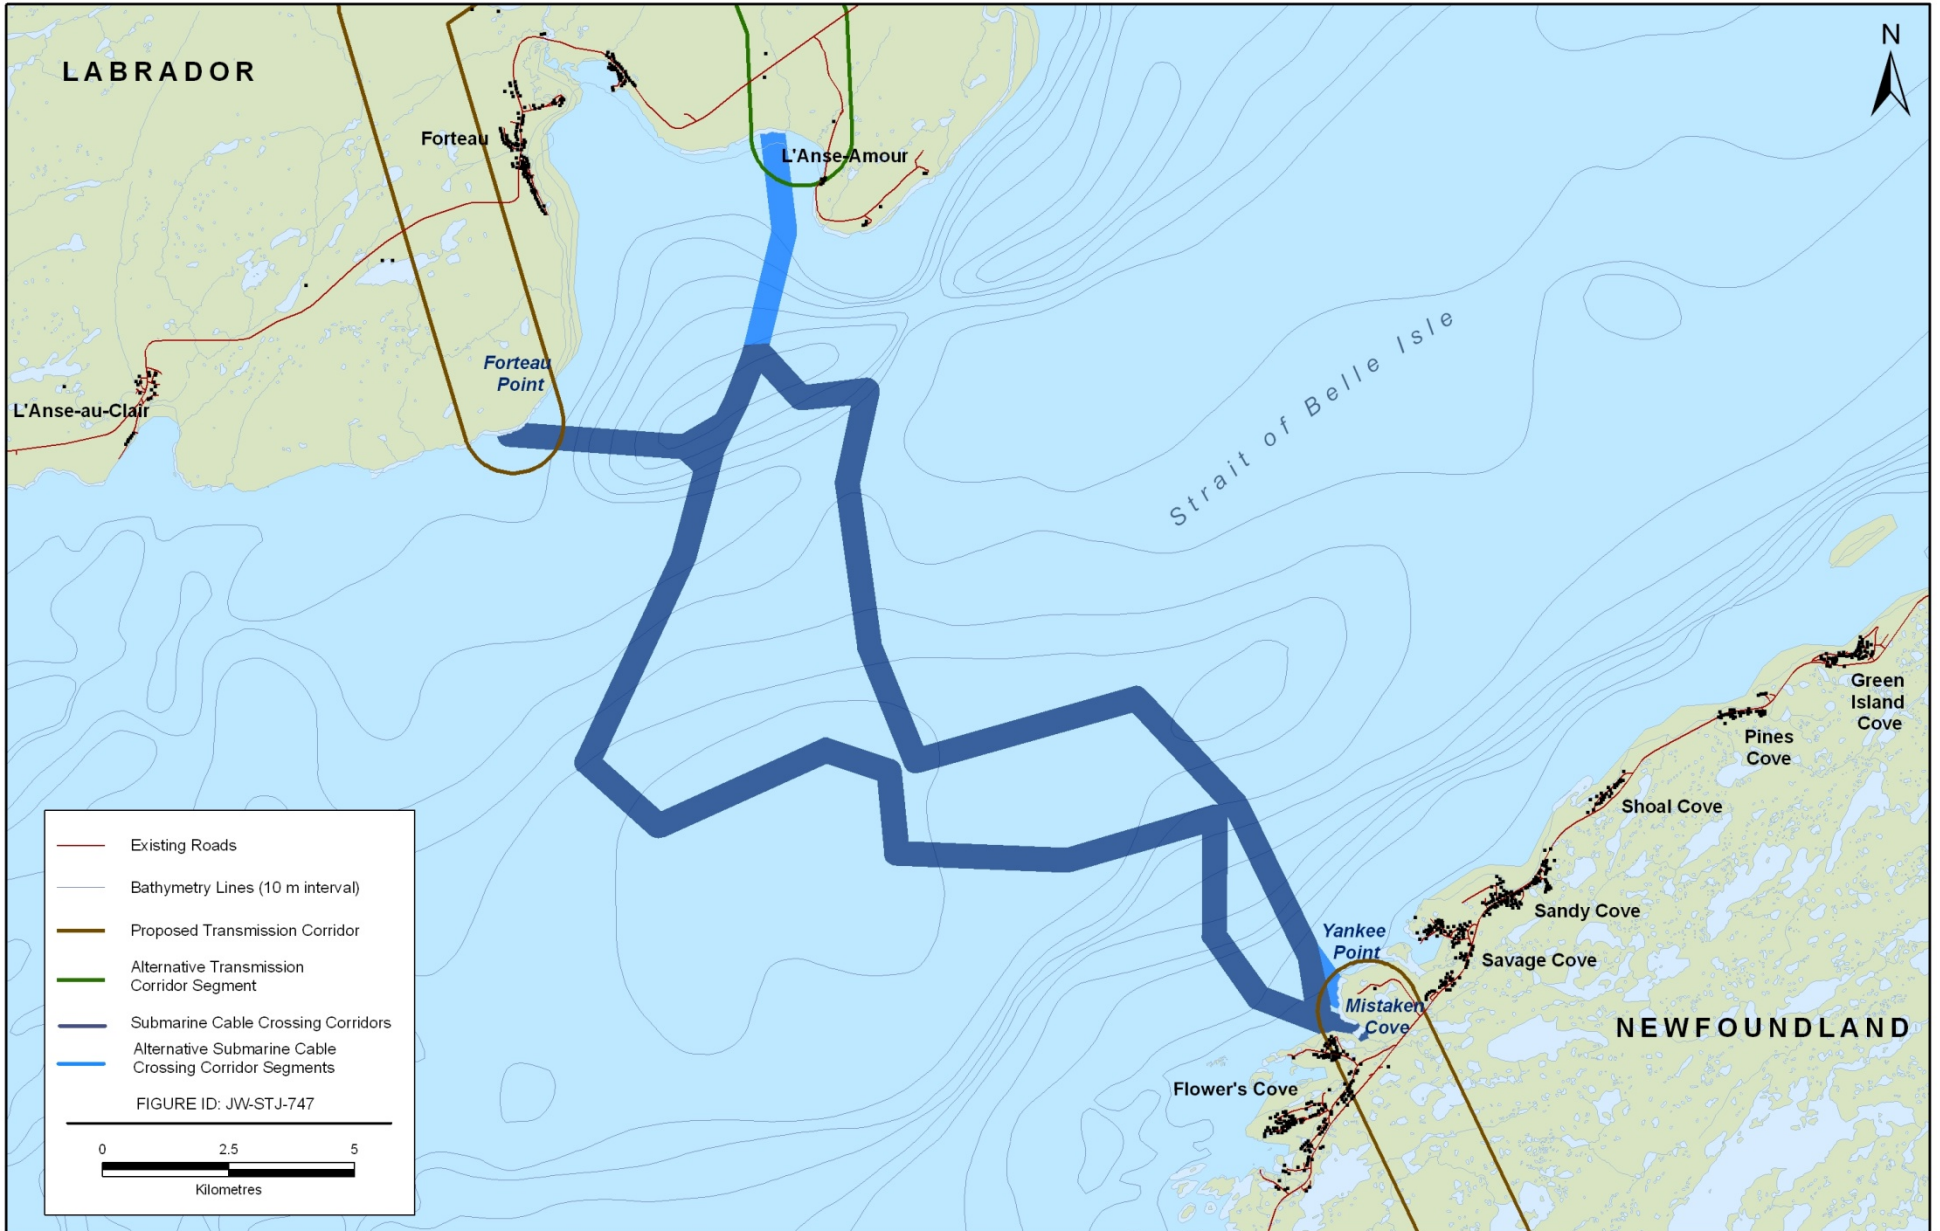 N
LABRADOR
Forteau
L'Anse-Amour
Forteau
Point
L'Anse-au-Clair
Strait of Belle Isle
Green
Island
Cove
Pines
Cove
Shoal Cove
Sandy Cove
Yankee
Point
Savage Cove
Mistaken
Cove
NEWFOUNDLAND
Flower's Cove
Existing Roads
Bathymetry Lines (10 m interval)
Proposed Transmission Corridor
Alternative Transmission
Corridor Segment
Submarine Cable Crossing Corridors
Alternative Submarine Cable
Crossing Corridor Segments
FIGURE ID: JW-STJ-747
0 2.5 5
Kilometres